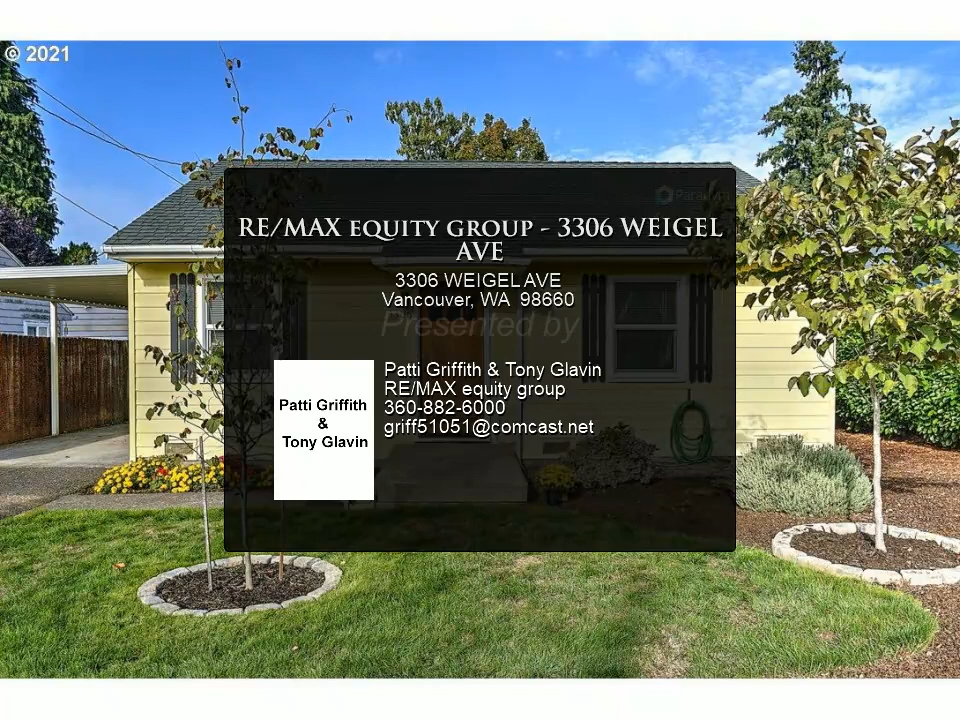 © 2021
Paragon
RE/MAX EQUITY GROUP - 3306 WEIGEL
AVE
3306 WEIGEL AVE
Vancouver, WA 98660
Presented by
Patti Griffith
&
Tony Glavin
Patti Griffith & Tony Glavin
RE/MAX equity group
360-882-6000
griff51051@comcast.net